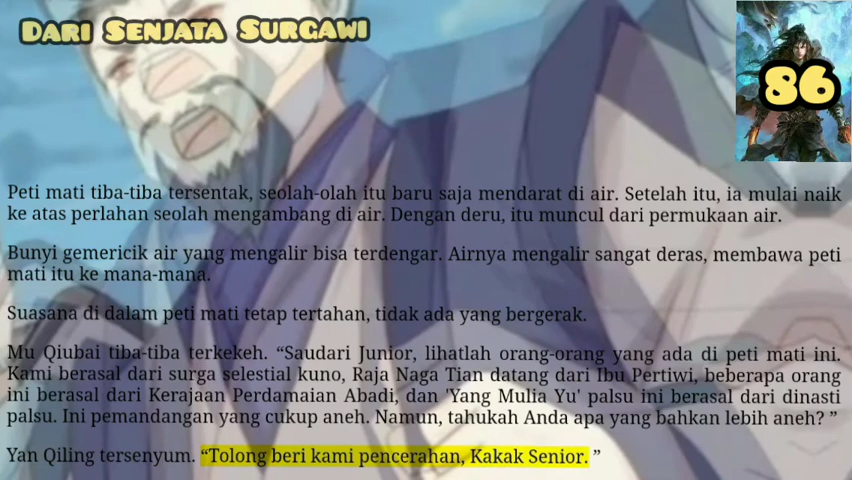 DARI SENJATA SURGAWI
86
Peti mati tiba-tiba tersentak, seolah-olah itu baru saja mendarat di air. Setelah itu, ia mulai naik
ke atas perlahan seolah mengambang di air. Dengan deru, itu muncul dari permukaan air.
Bunyi gemericik air yang mengalir bisa terdengar. Airnya mengalir sangat deras, membawa peti
mati itu ke mana-mana.
Suasana di dalam peti mati tetap tertahan, tidak ada yang bergerak.
Mu Qiubai tiba-tiba terkekeh. “Saudari Junior, lihatlah orang-orang yang ada di peti mati ini.
Kami berasal dari surga selestial kuno, Raja Naga Tian datang dari Ibu Pertiwi, beberapa orang
ini berasal dari Kerajaan Perdamaian Abadi, dan 'Yang Mulia Yu' palsu ini berasal dari dinasti
palsu. Ini pemandangan yang cukup aneh. Namun, tahukah Anda apa yang bahkan lebih aneh? ”
Yan Qiling tersenyum. “Tolong beri kami pencerahan, Kakak Senior. ”